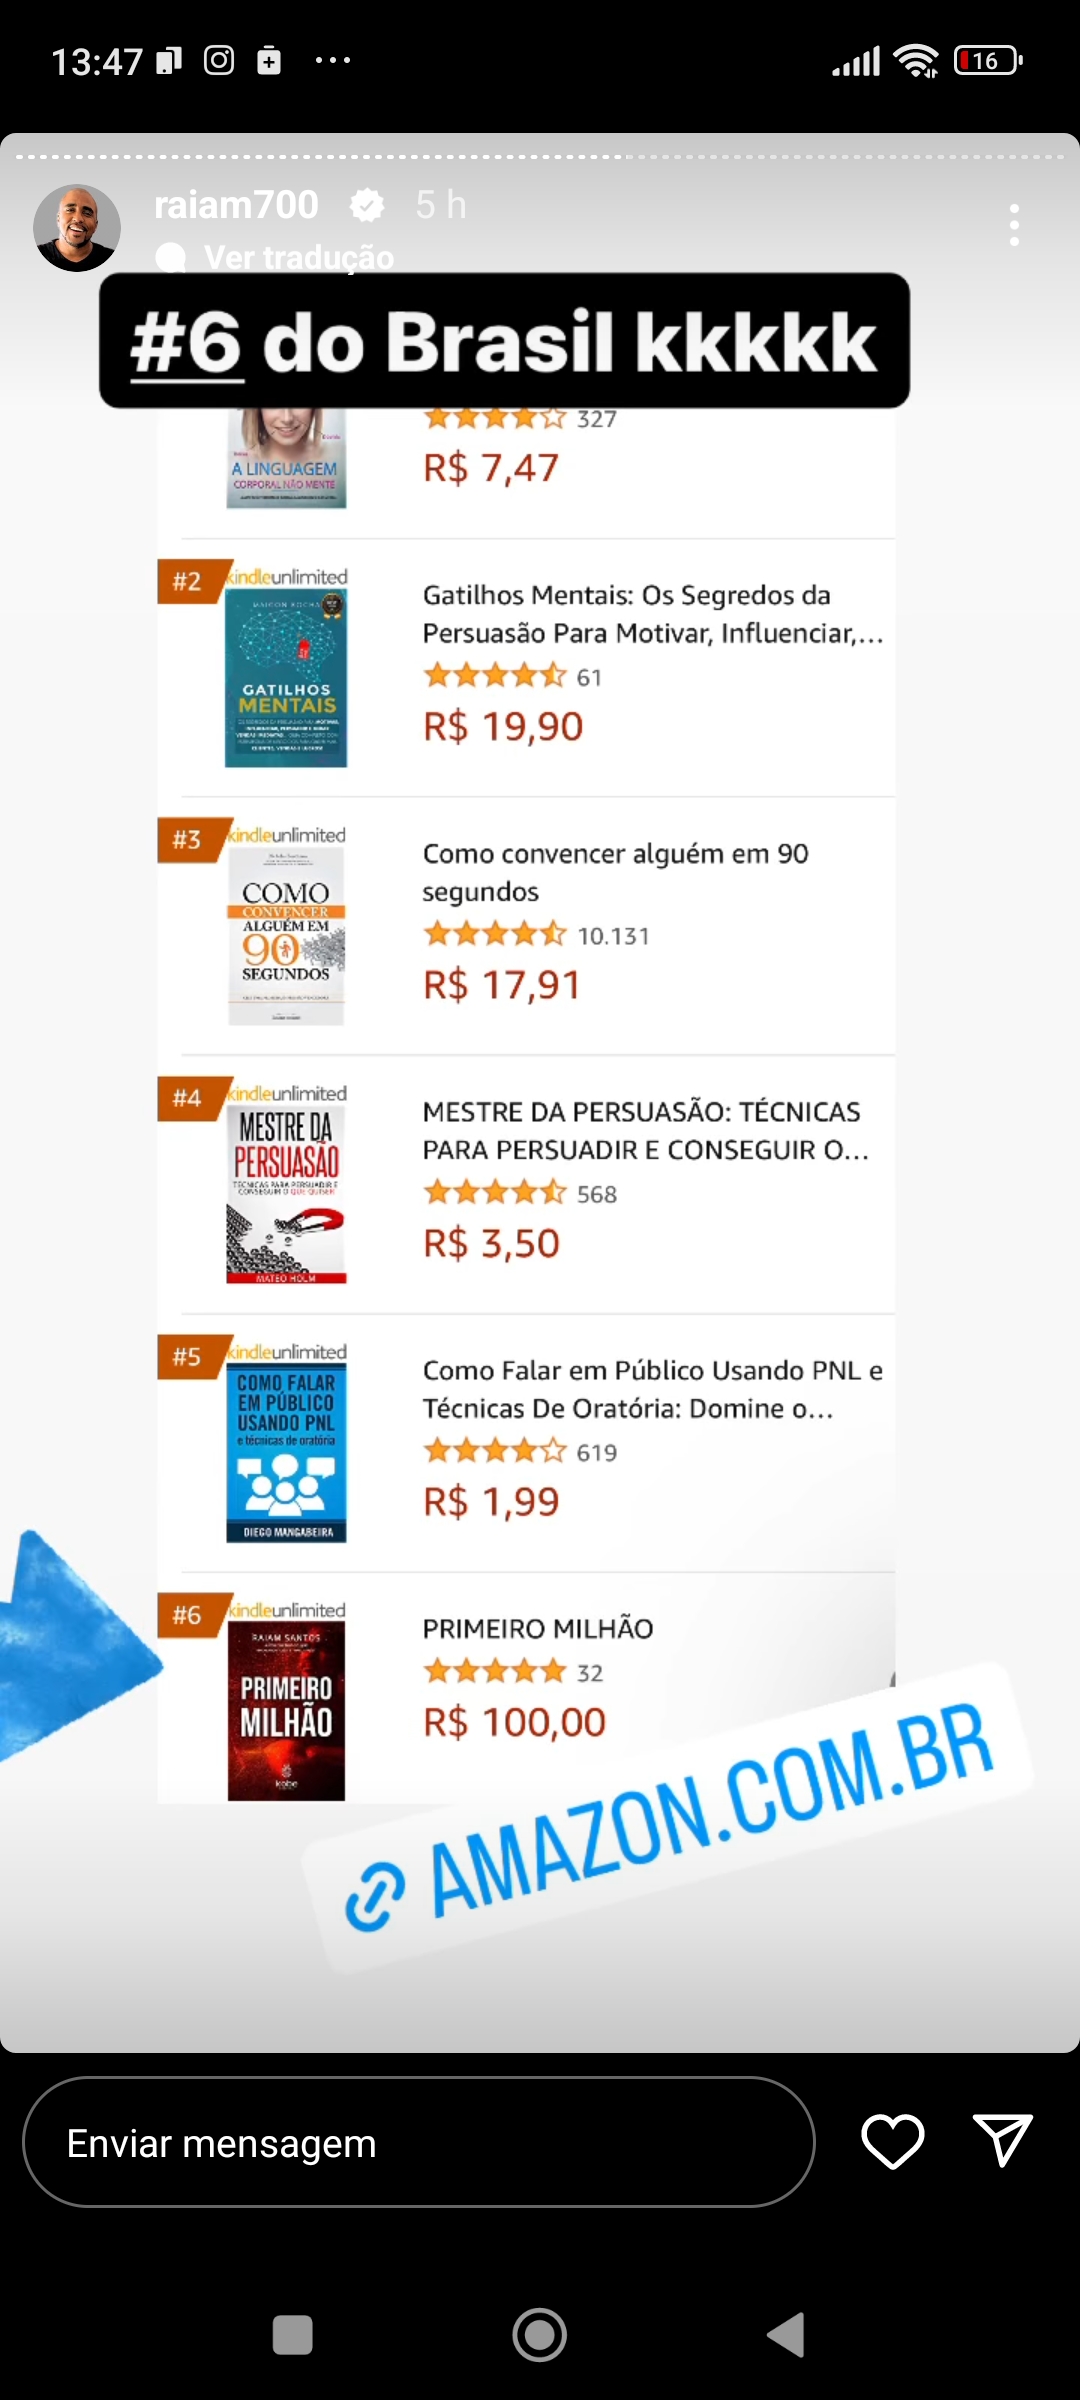 13:47
16
raiam700 5 h
Ver tradução
#6 do Brasil kkkkk
327
R$ 7,47
A LINGUAGEM
CORPORAL NÃO MENTE
#2
kindleunlimited
MAICON ROCHA
GATILHOS
MENTAIS
Gatilhos Mentais: Os Segredos da
Persuasão Para Motivar, Influenciar,...
61
R$ 19,90
#3
kindleunlimited
COMO
CONVENCER
ALGUÉM EM
90
SEGUNDOS
Como convencer alguém em 90
segundos
10.131
R$ 17,91
#4
kindleunlimited
MESTRE DA
PERSUASÃO
TÉCNICAS PARA PERSUADIR E
CONSEGUIR O QUE QUISER
MATEO HOLM
MESTRE DA PERSUASÃO: TÉCNICAS
PARA PERSUADIR E CONSEGUIR O...
568
R$ 3,50
#5
kindleunlimited
COMO FALAR
EM PÚBLICO
USANDO PNL
e técnicas de oratória
DIEGO MANGABEIRA
Como Falar em Público Usando PNL e
Técnicas De Oratória: Domine o...
619
R$ 1,99
#6
kindleunlimited
RAIAM SANTOS
PRIMEIRO
MILHÃO
kobe
PRIMEIRO MILHÃO
32
R$ 100,00
AMAZON.COM.BR
Enviar mensagem